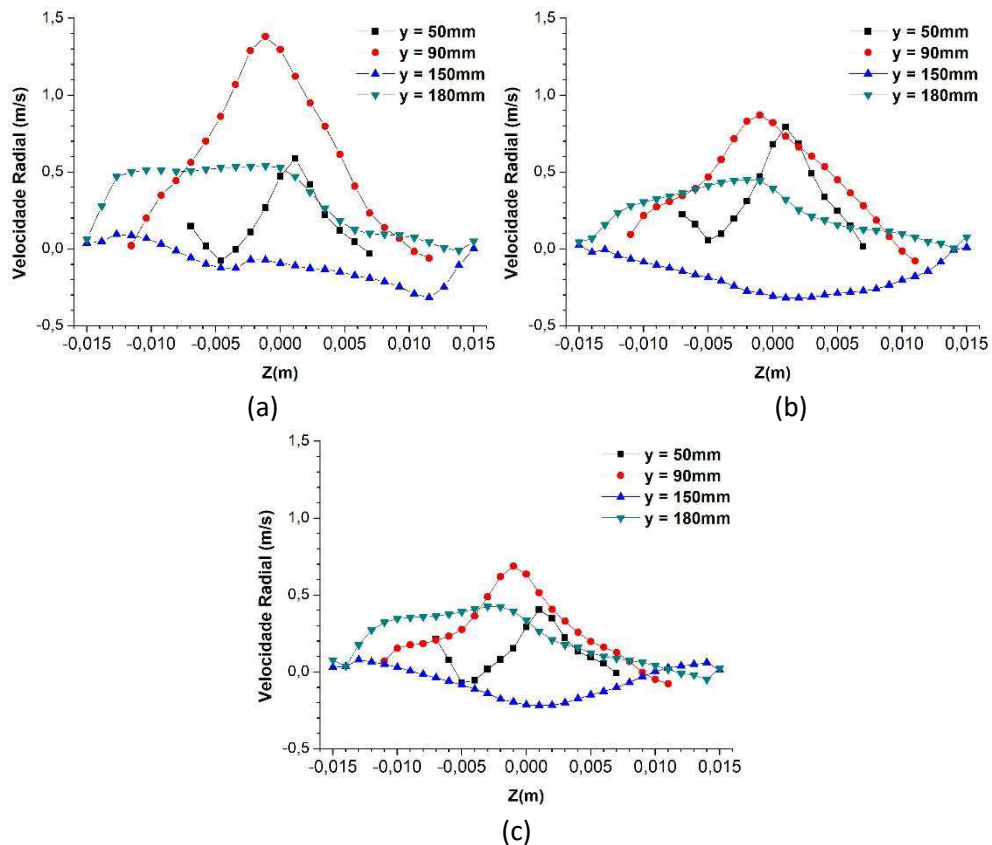 1,5
1,0
0,5
0,0
-0,5
Velocidade Radial (m/s)
y = 50mm
y = 90mm
y = 150mm
y = 180mm
-0,015 -0,010 -0,005 0,000 0,005 0,010 0,015
Z(m)
(a)
1,5
1,0
0,5
0,0
-0,5
Velocidade Radial (m/s)
y = 50mm
y = 90mm
y = 150mm
y = 180mm
-0,015 -0,010 -0,005 0,000 0,005 0,010 0,015
Z(m)
(b)
1,5
1,0
0,5
0,0
-0,5
Velocidade Radial (m/s)
y = 50mm
y = 90mm
y = 150mm
y = 180mm
-0,015 -0,010 -0,005 0,000 0,005 0,010 0,015
Z(m)
(c)